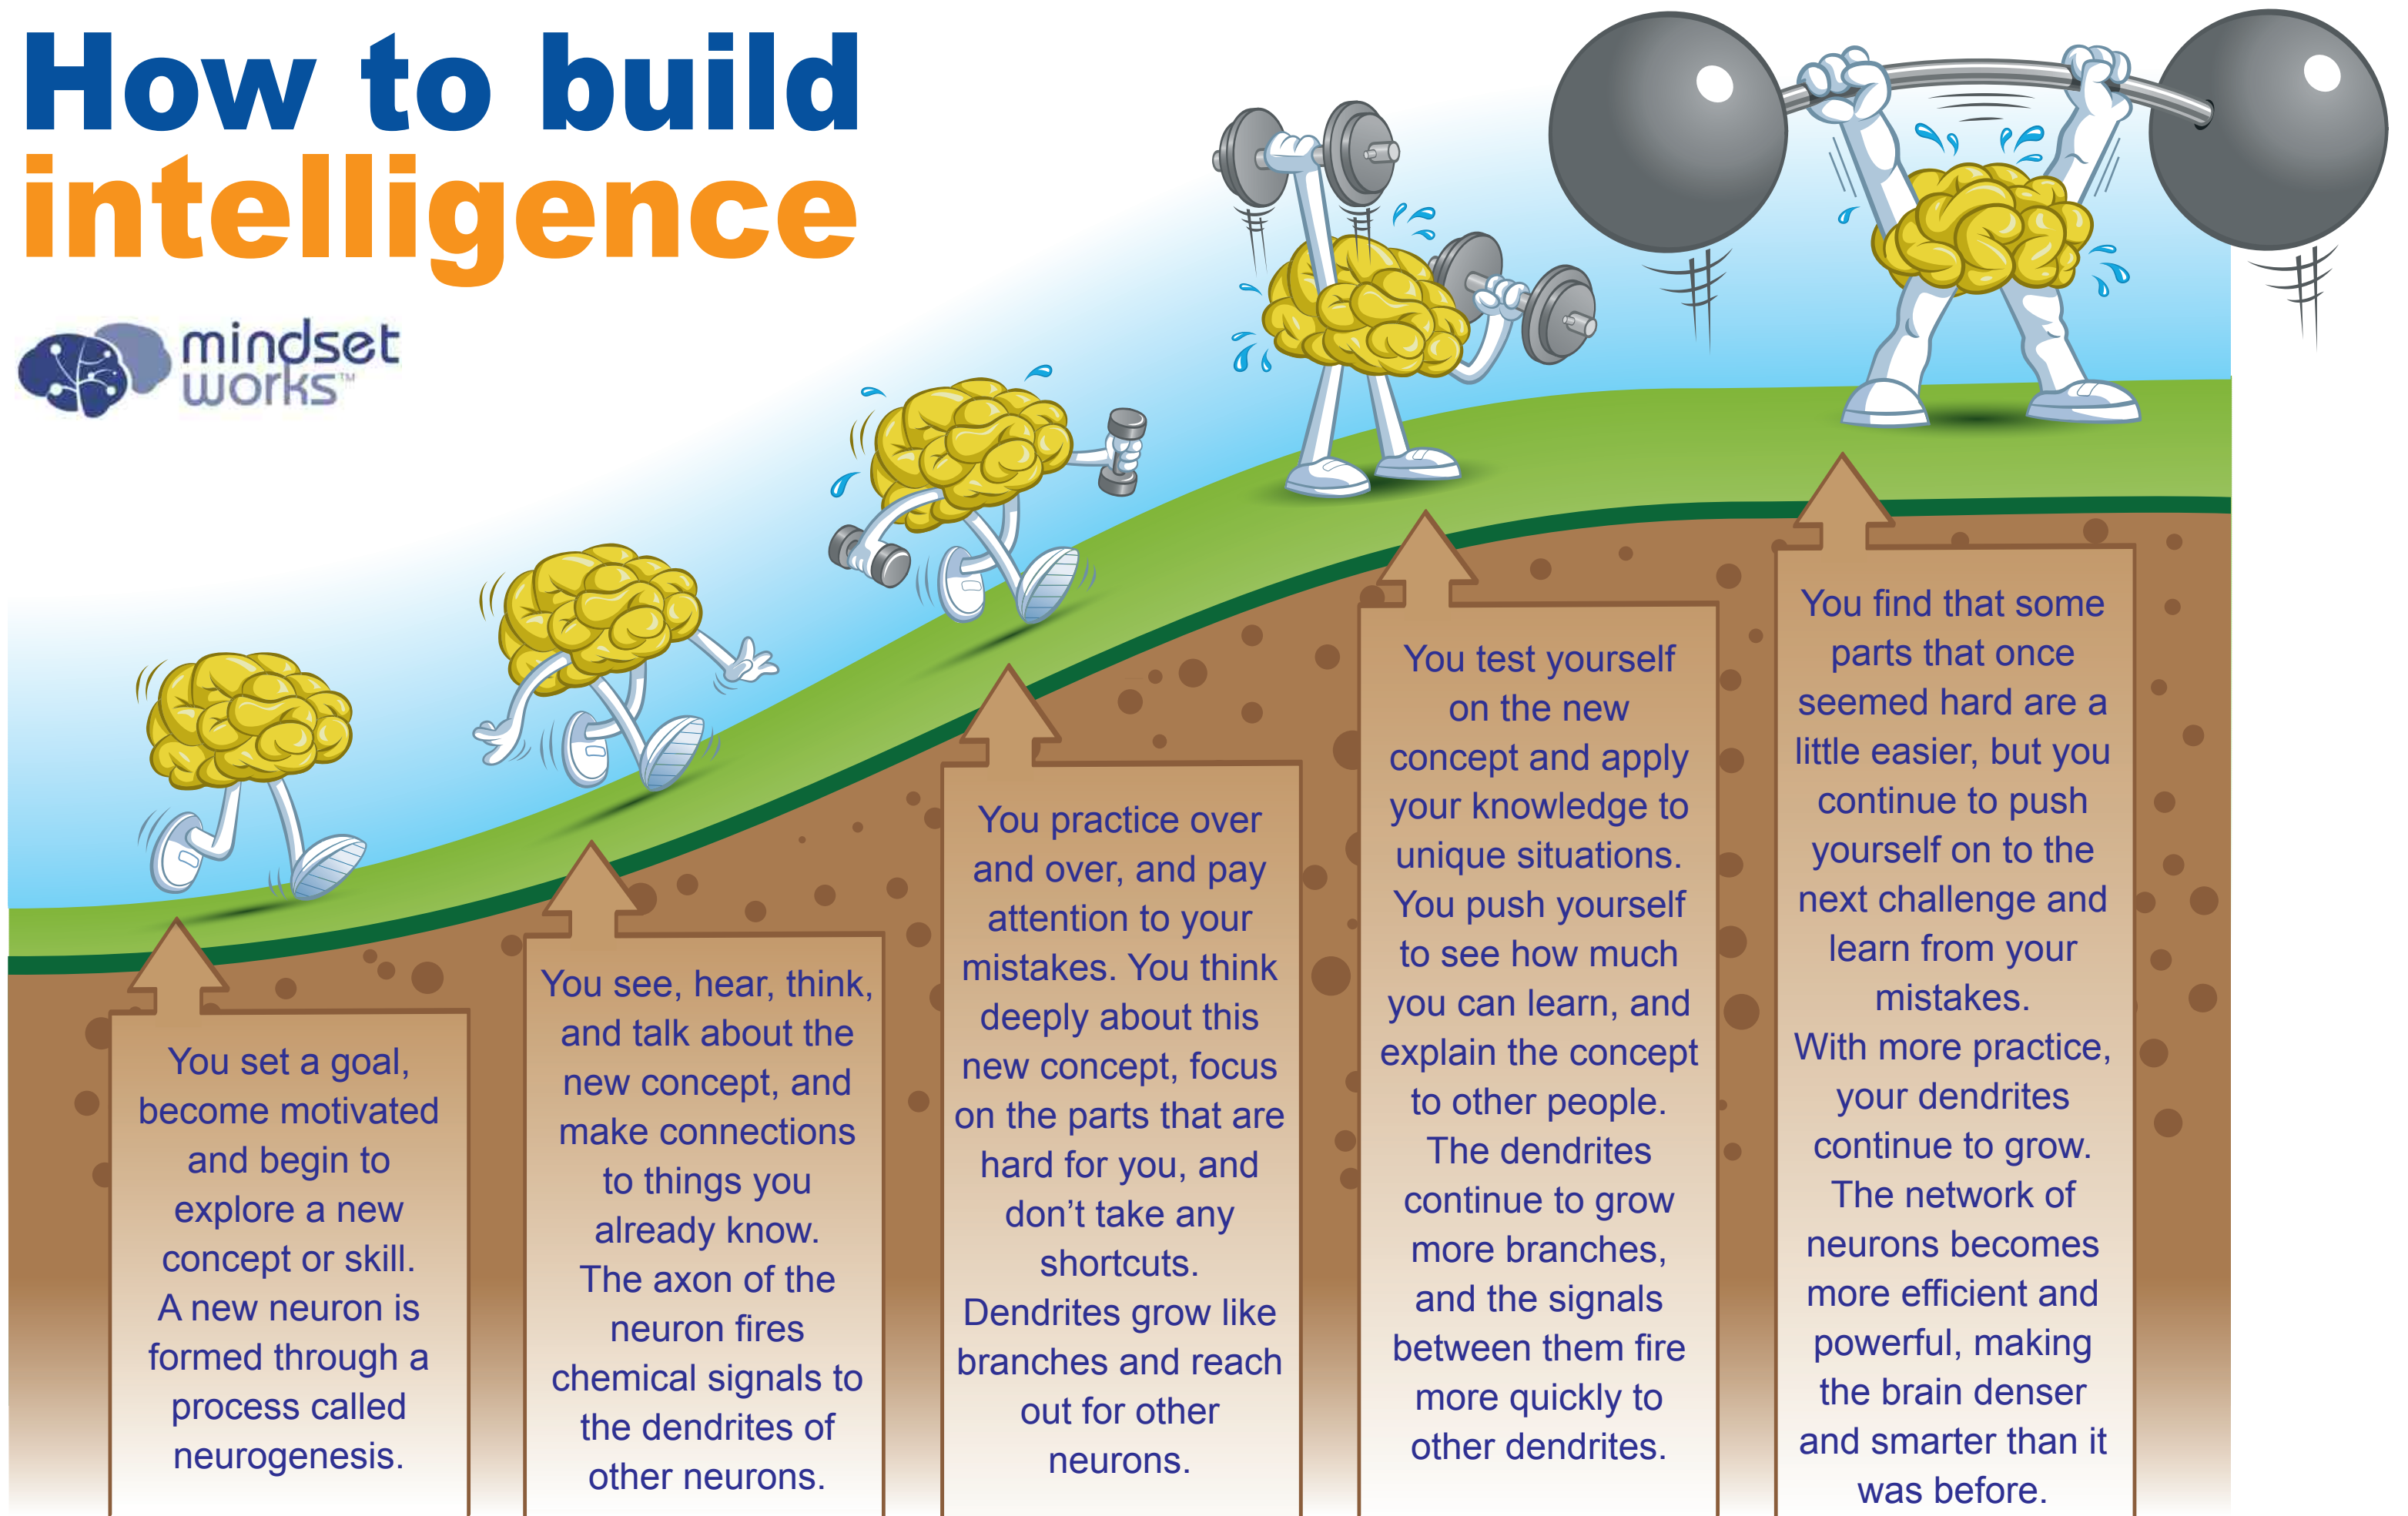 How to build
intelligence
mindset
works™
You set a goal,
become motivated
and begin to
explore a new
concept or skill.
A new neuron is
formed through a
process called
neurogenesis.
You see, hear, think,
and talk about the
new concept, and
make connections
to things you
already know.
The axon of the
neuron fires
chemical signals to
the dendrites of
other neurons.
You practice over
and over, and pay
attention to your
mistakes. You think
deeply about this
new concept, focus
on the parts that are
hard for you, and
don’t take any
shortcuts.
Dendrites grow like
branches and reach
out for other
neurons.
You test yourself
on the new
concept and apply
your knowledge to
unique situations.
You push yourself
to see how much
you can learn, and
explain the concept
to other people.
The dendrites
continue to grow
more branches,
and the signals
between them fire
more quickly to
other dendrites.
You find that some
parts that once
seemed hard are a
little easier, but you
continue to push
yourself on to the
next challenge and
learn from your
mistakes.
With more practice,
your dendrites
continue to grow.
The network of
neurons becomes
more efficient and
powerful, making
the brain denser
and smarter than it
was before.